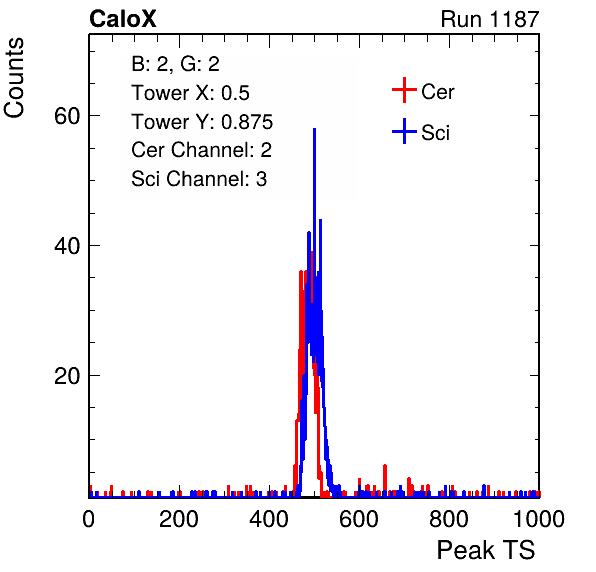 CaloX Run 1187
Counts
B: 2, G: 2
Tower X: 0.5
Tower Y: 0.875
Cer Channel: 2
Sci Channel: 3
Cer
Sci
60
40
20
0 200 400 600 800 1000
Peak TS